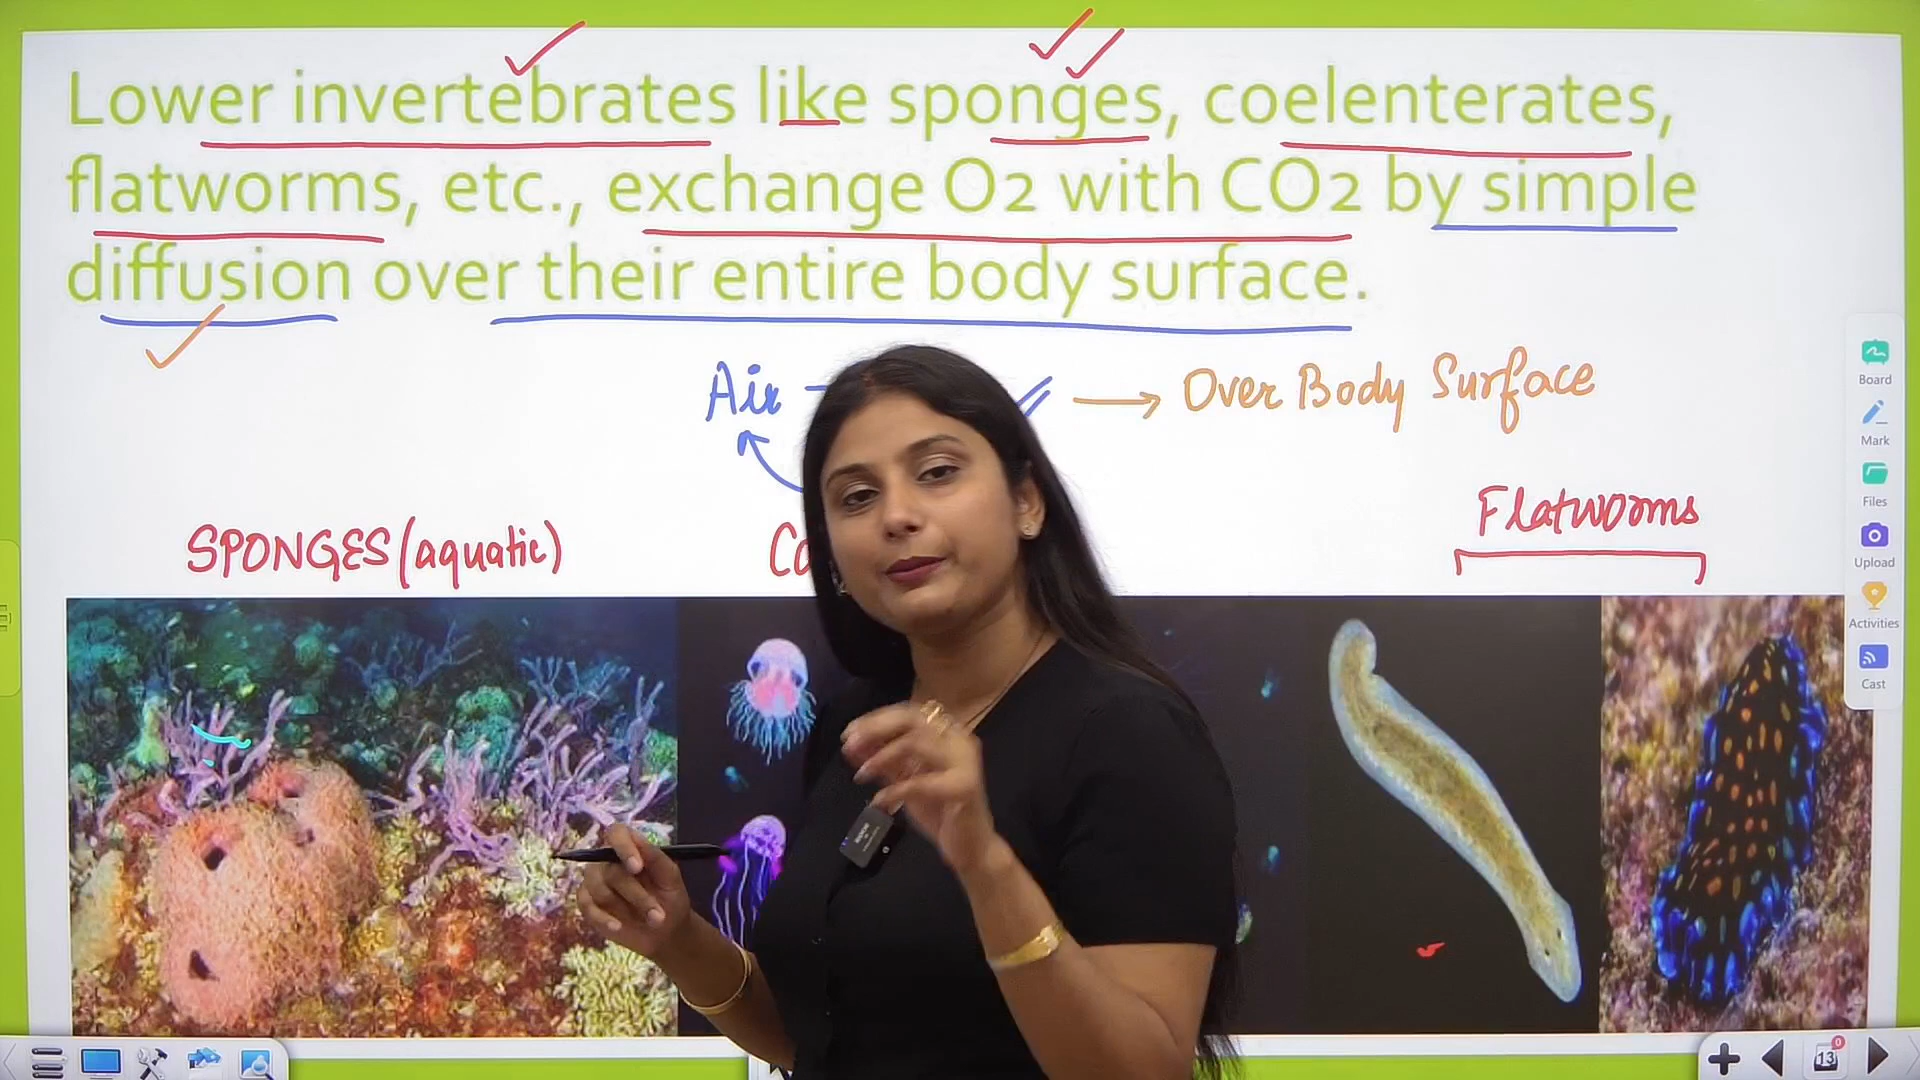 Lower invertebrates like sponges, coelenterates,
flatworms, etc., exchange O2 with CO2 by simple
diffusion over their entire body surface.
Air
Over Body Surface
Flatworms
SPONGES (aquatic)
Board
Mark
Files
Upload
Activities
Cast
13
0